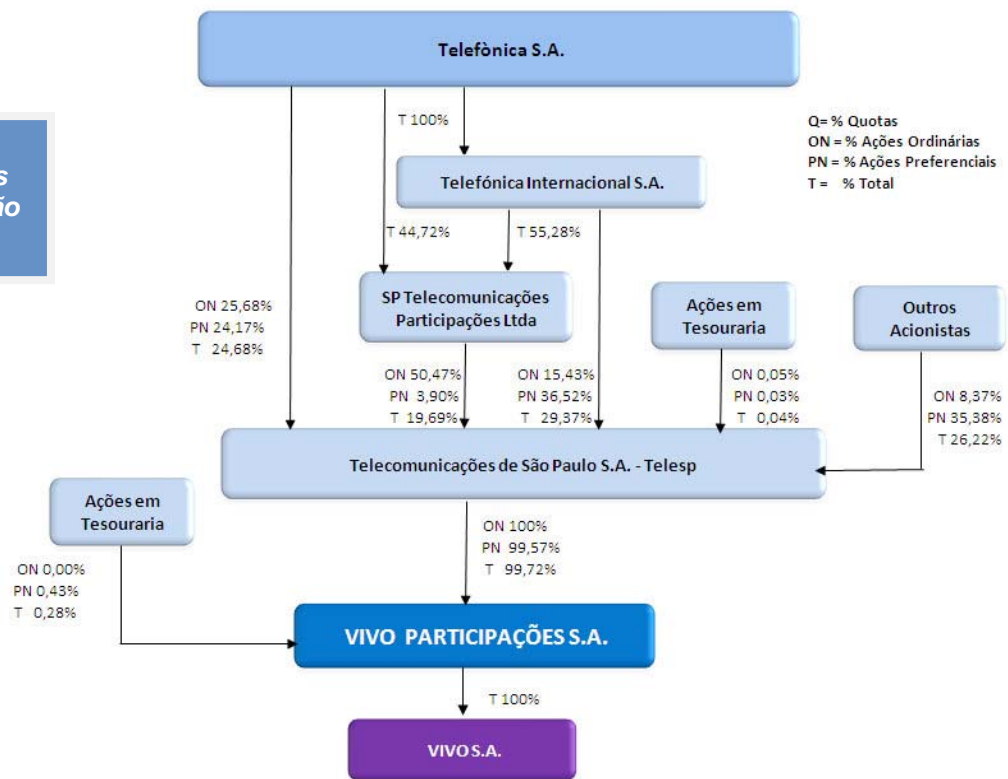 Telefònica S.A.
T 100%
Q= % Quotas
ON = % Ações Ordinárias
PN = % Ações Preferenciais
T = % Total
Telefónica Internacional S.A.
T 44,72%
T 55,28%
SP Telecomunicações
Participações Ltda
Ações em
Tesouraria
Outros
Acionistas
ON 25,68%
PN 24,17%
T 24,68%
ON 50,47%
PN 3,90%
T 19,69%
ON 15,43%
PN 36,52%
T 29,37%
ON 0,05%
PN 0,03%
T 0,04%
ON 8,37%
PN 35,38%
T 26,22%
Telecomunicações de São Paulo S.A. - Telesp
Ações em
Tesouraria
ON 0,00%
PN 0,43%
T 0,28%
ON 100%
PN 99,57%
T 99,72%
VIVO PARTICIPAÇÕES S.A.
T 100%
VIVO S.A.